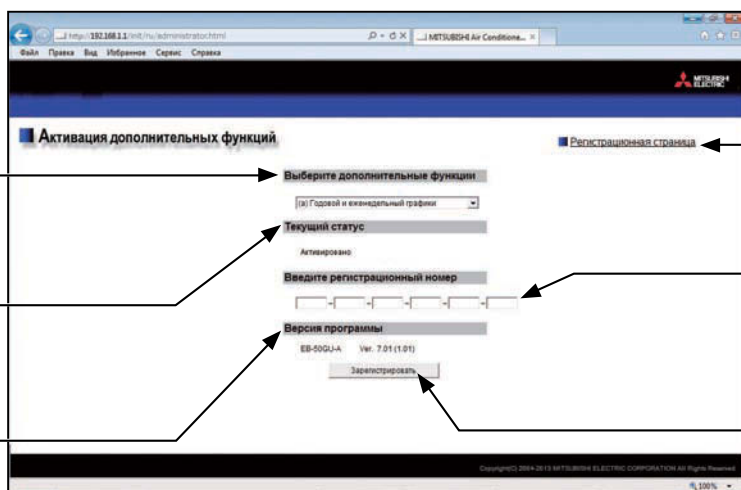 http://192.168.1.1/init/ru/administrator.html
MITSUBISHI Air Conditione...
Файл Правка Вид Избранное Сервис Справка
MITSUBISHI
ELECTRIC
Активация дополнительных функций
Регистрационная страница
Выберите дополнительные функции
(a) Годовой и еженедельный графики
Текущий статус
Активировано
Введите регистрационный номер
- - - - -
Версия программы
EB-50GU-A Ver. 7.01 (1.01)
Зарегистрировать
Copyright(C) 2004-2013 MITSUBISHI ELECTRIC CORPORATION All Rights Reserved
100%